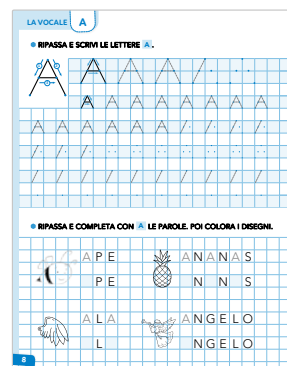 LA VOCALE A
RIPASSA E SCRIVI LE LETTERE A.
A A A A
A A A A A A A A
A A A A A A
RIPASSA E COMPLETA CON A LE PAROLE. POI COLORA I DISEGNI.
APE ANANAS
PE N N S
ALA ANGELO
L NGELO
8